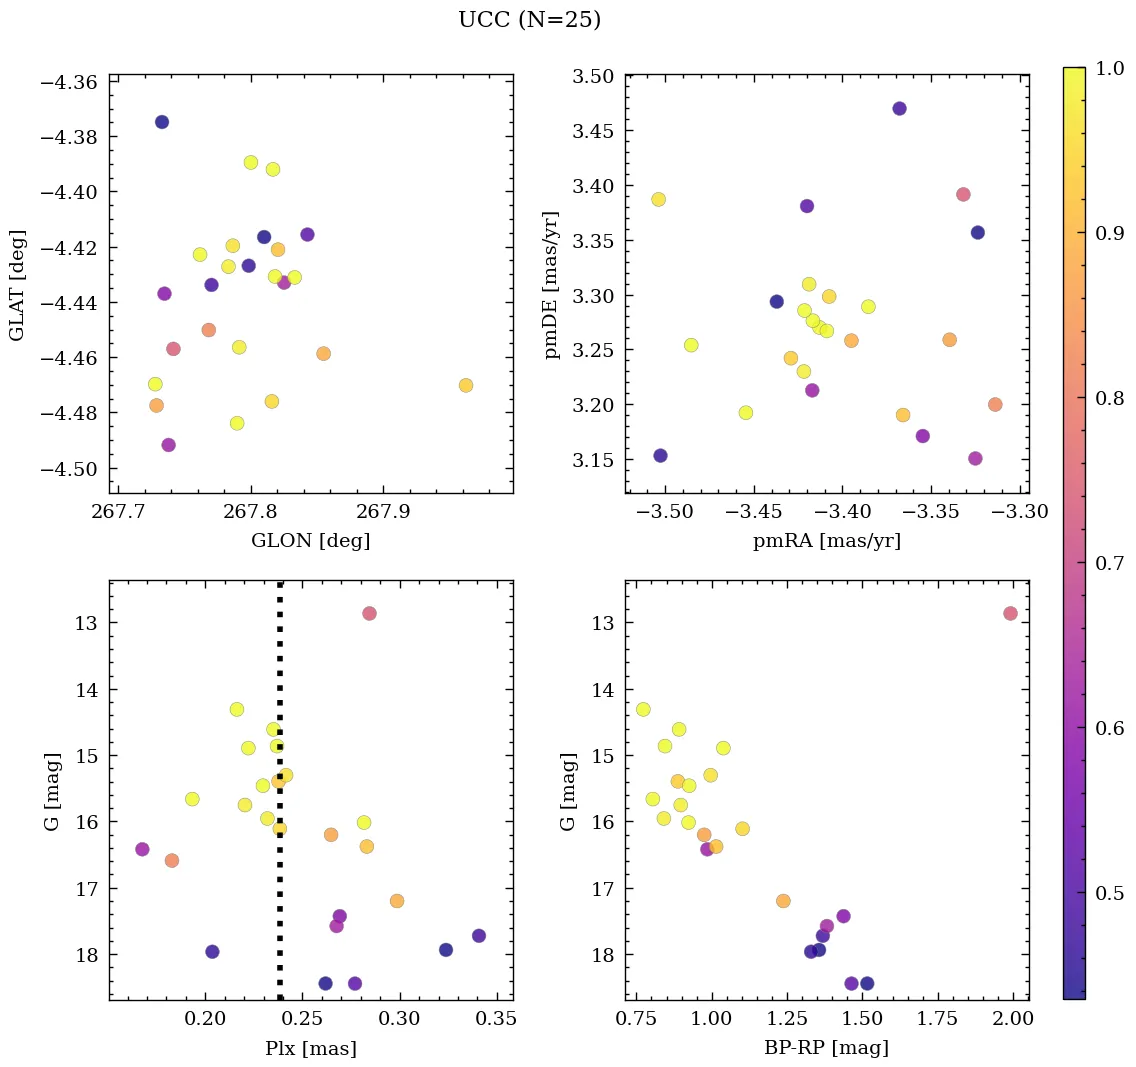 UCC (N=25)
−4.36
−4.38
−4.40
−4.42
−4.44
−4.46
−4.48
−4.50
GLAT [deg]
267.7 267.8 267.9
GLON [deg]
3.50
3.45
3.40
3.35
3.30
3.25
3.20
3.15
pmDE [mas/yr]
−3.50 −3.45 −3.40 −3.35 −3.30
pmRA [mas/yr]
13
14
15
16
17
18
G [mag]
0.20 0.25 0.30 0.35
Plx [mas]
13
14
15
16
17
18
G [mag]
0.75 1.00 1.25 1.50 1.75 2.00
BP-RP [mag]
1.0
0.9
0.8
0.7
0.6
0.5